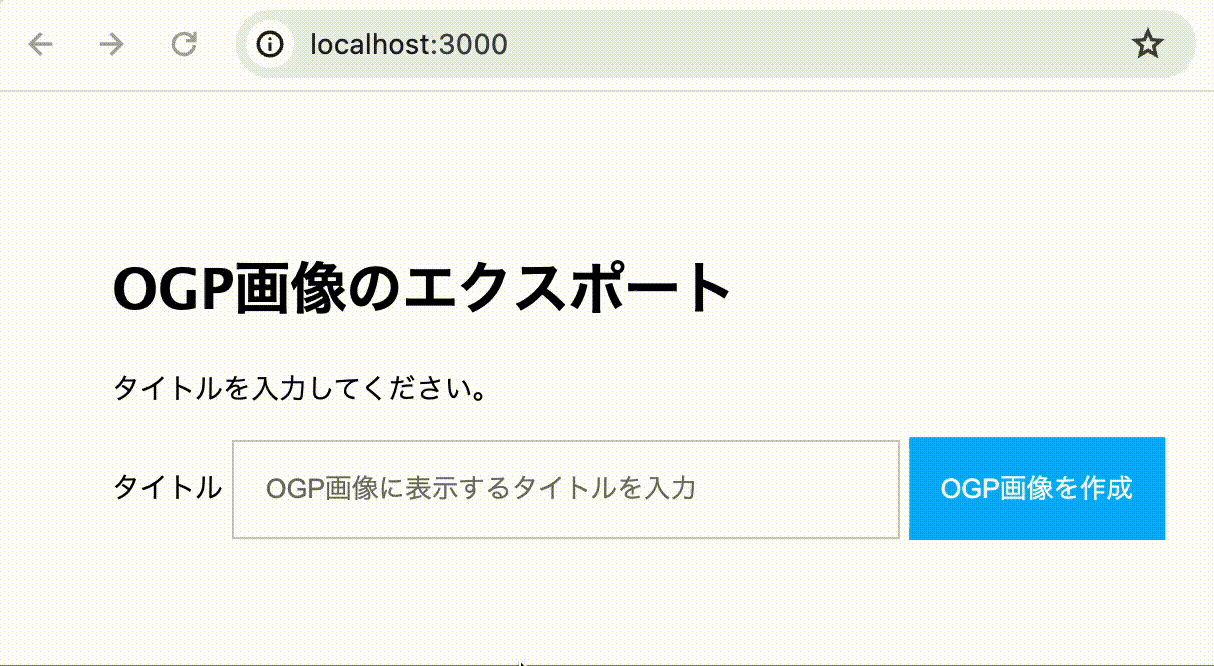 localhost:3000
OGP画像のエクスポート
タイトルを入力してください。
タイトル OGP画像に表示するタイトルを入力 OGP画像を作成